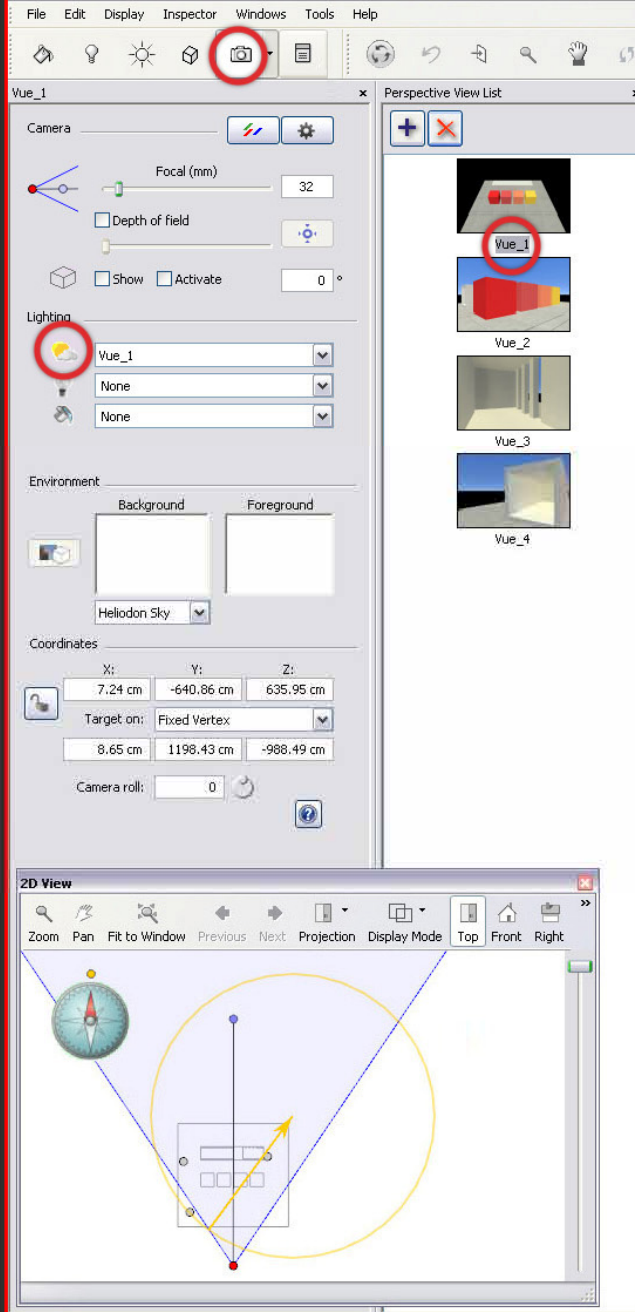 File Edit Display Inspector Windows Tools Help
Vue_1 x
Perspective View List
Camera
Focal (mm)
32
Depth of field
Show Activate 0 °
Lighting
Vue_1
None
None
Environment
Background Foreground
Heliodon Sky
Coordinates
X: Y: Z:
7.24 cm -640.86 cm 635.95 cm
Target on: Fixed Vertex
8.65 cm 1198.43 cm -988.49 cm
Camera roll: 0
?
Vue_1
Vue_2
Vue_3
Vue_4
2D View
Zoom Pan Fit to Window Previous Next Projection Display Mode Top Front Right »